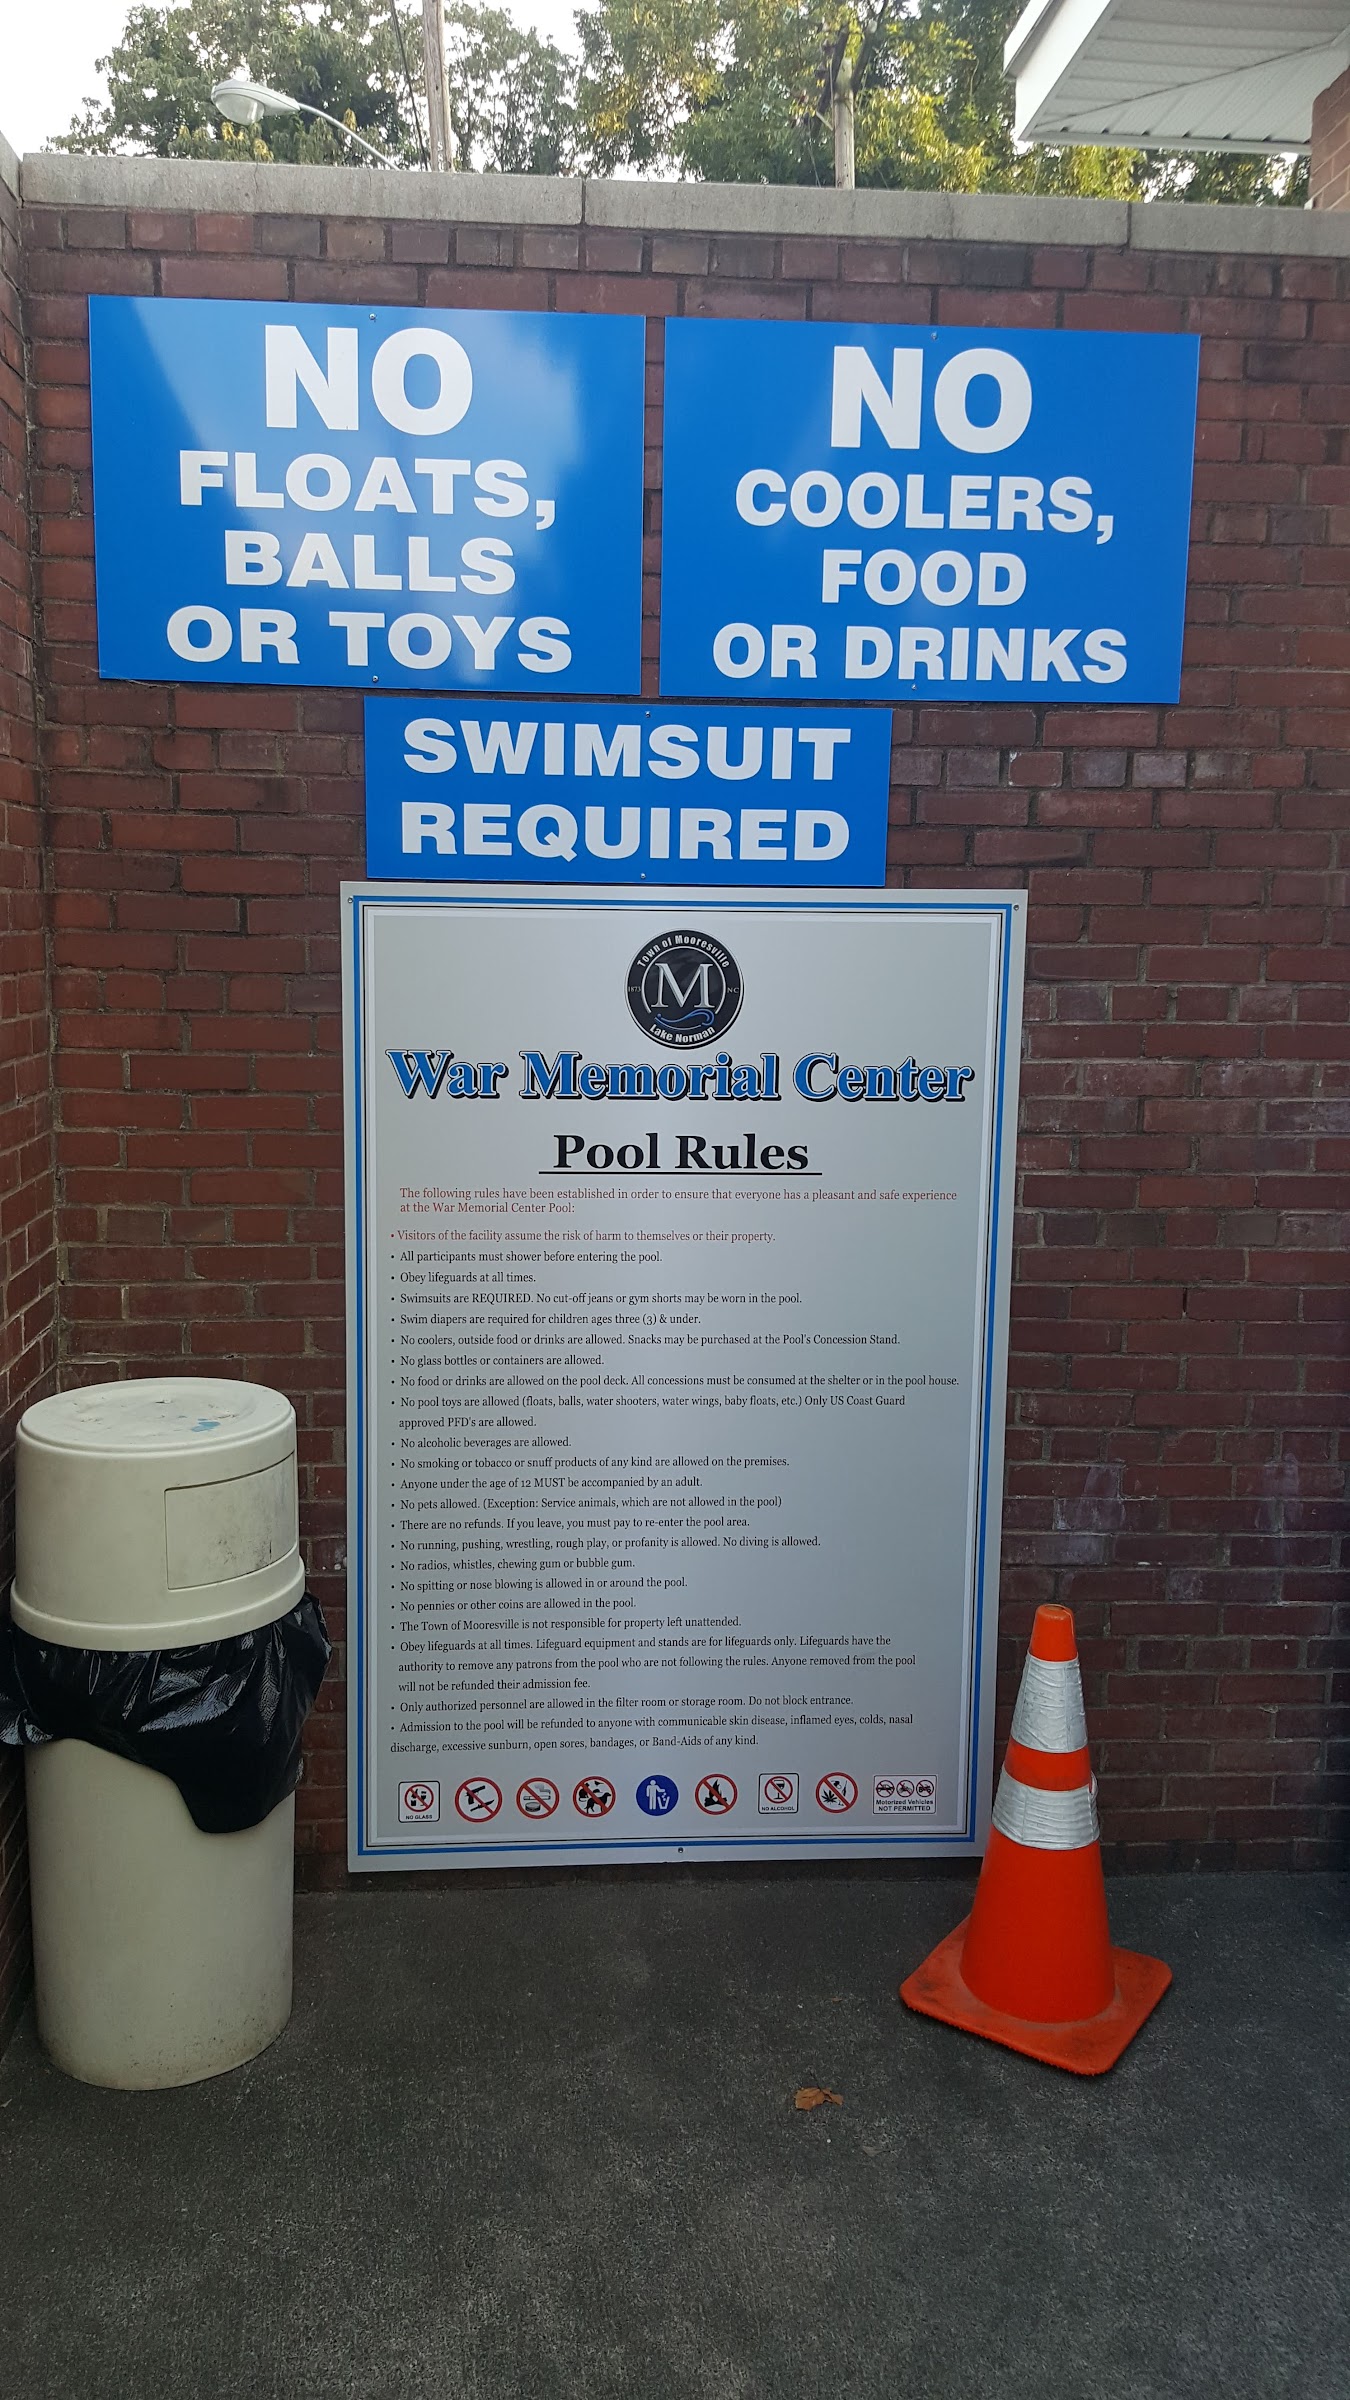 NO
FLOATS,
BALLS
OR TOYS
NO
COOLERS,
FOOD
OR DRINKS
SWIMSUIT
REQUIRED
Town of Mooresville
1873 M NC
Lake Norman
War Memorial Center
Pool Rules
The following rules have been established in order to ensure that everyone has a pleasant and safe experience
at the War Memorial Center Pool:
• Visitors of the facility assume the risk of harm to themselves or their property.
• All participants must shower before entering the pool.
• Obey lifeguards at all times.
• Swimsuits are REQUIRED. No cut-off jeans or gym shorts may be worn in the pool.
• Swim diapers are required for children ages three (3) & under.
• No coolers, outside food or drinks are allowed. Snacks may be purchased at the Pool's Concession Stand.
• No glass bottles or containers are allowed.
• No food or drinks are allowed on the pool deck. All concessions must be consumed at the shelter or in the pool house.
• No pool toys are allowed (floats, balls, water shooters, water wings, baby floats, etc.) Only US Coast Guard
approved PFD's are allowed.
• No alcoholic beverages are allowed.
• No smoking or tobacco or snuff products of any kind are allowed on the premises.
• Anyone under the age of 12 MUST be accompanied by an adult.
• No pets allowed. (Exception: Service animals, which are not allowed in the pool)
• There are no refunds. If you leave, you must pay to re-enter the pool area.
• No running, pushing, wrestling, rough play, or profanity is allowed. No diving is allowed.
• No radios, whistles, chewing gum or bubble gum.
• No spitting or nose blowing is allowed in or around the pool.
• No pennies or other coins are allowed in the pool.
• The Town of Mooresville is not responsible for property left unattended.
• Obey lifeguards at all times. Lifeguard equipment and stands are for lifeguards only. Lifeguards have the
authority to remove any patrons from the pool who are not following the rules. Anyone removed from the pool
will not be refunded their admission fee.
• Only authorized personnel are allowed in the filter room or storage room. Do not block entrance.
• Admission to the pool will be refunded to anyone with communicable skin disease, inflamed eyes, colds, nasal
discharge, excessive sunburn, open sores, bandages, or Band-Aids of any kind.
NO GLASS
NO ALCOHOL
Motorized Vehicles
NOT PERMITTED